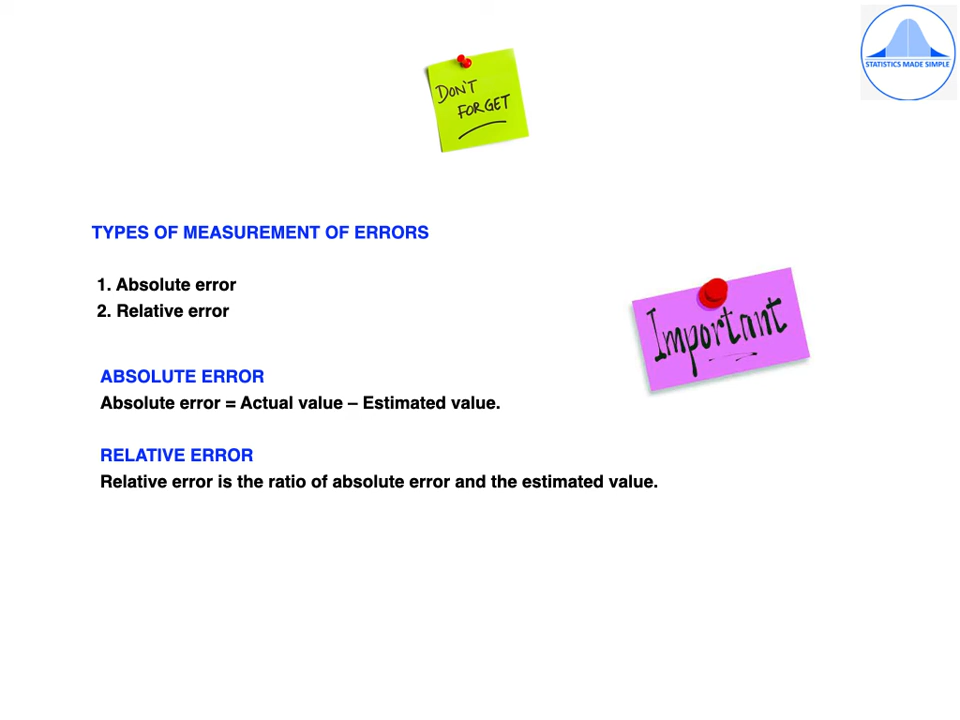 STATISTICS MADE SIMPLE
DON'T
FORGET
TYPES OF MEASUREMENT OF ERRORS
1. Absolute error
2. Relative error
Important
ABSOLUTE ERROR
Absolute error = Actual value – Estimated value.
RELATIVE ERROR
Relative error is the ratio of absolute error and the estimated value.